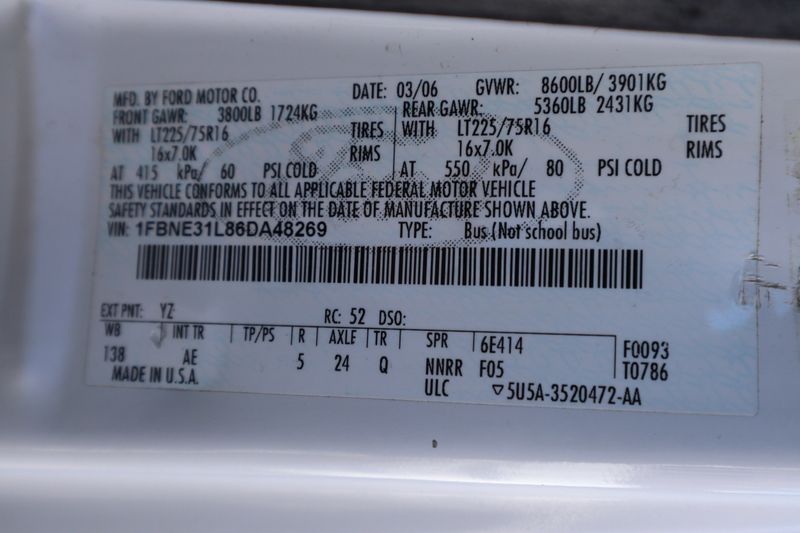 MFD. BY FORD MOTOR CO. DATE: 03/06 GVWR: 8600LB/ 3901KG
FRONT GAWR: 3800LB 1724KG REAR GAWR: 5360LB 2431KG
WITH LT225/75R16 TIRES WITH LT225/75R16 TIRES
16x7.0K RIMS 16x7.0K RIMS
AT 415 kPa/ 60 PSI COLD AT 550 kPa/ 80 PSI COLD
THIS VEHICLE CONFORMS TO ALL APPLICABLE FEDERAL MOTOR VEHICLE
SAFETY STANDARDS IN EFFECT ON THE DATE OF MANUFACTURE SHOWN ABOVE.
VIN: 1FBNE31L86DA48269 TYPE: Bus (Not school bus)
EXT PNT: YZ RC: 52 DSO:
WB INT TR TP/PS R AXLE TR SPR 6E414 F0093
138 AE 5 24 Q NNRR F05 T0786
MADE IN U.S.A. ULC ▽5U5A-3520472-AA